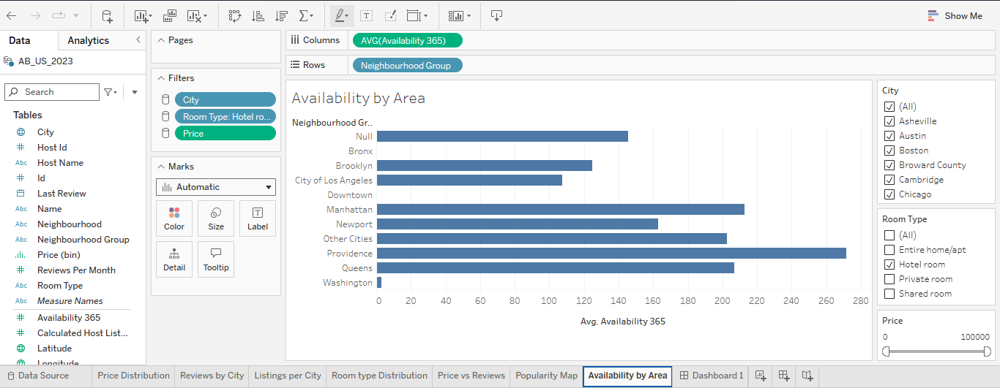 Show Me
Data
Analytics
AB_US_2023
Search
Tables
City
Host Id
Abc Host Name
Id
Last Review
Abc Name
Abc Neighbourhood
Abc Neighbourhood Group
Price (bin)
Reviews Per Month
Abc Room Type
Abc Measure Names
Availability 365
Calculated Host List...
Latitude
Longitude
Pages
Filters
City
Room Type: Hotel ro...
Price
Marks
Automatic
Color
Size
Label
Detail
Tooltip
Columns
AVG(Availability 365)
Rows
Neighbourhood Group
Availability by Area
Neighbourhood Gr..
Null
Bronx
Brooklyn
City of Los Angeles
Downtown
Manhattan
Newport
Other Cities
Providence
Queens
Washington
0 20 40 60 80 100 120 140 160 180 200 220 240 260 280
Avg. Availability 365
City
(All)
Asheville
Austin
Boston
Broward County
Cambridge
Chicago
Room Type
(All)
Entire home/apt
Hotel room
Private room
Shared room
Price
0 100000
Data Source
Price Distribution
Reviews by City
Listings per City
Room type Distribution
Price vs Reviews
Popularity Map
Availability by Area
Dashboard 1